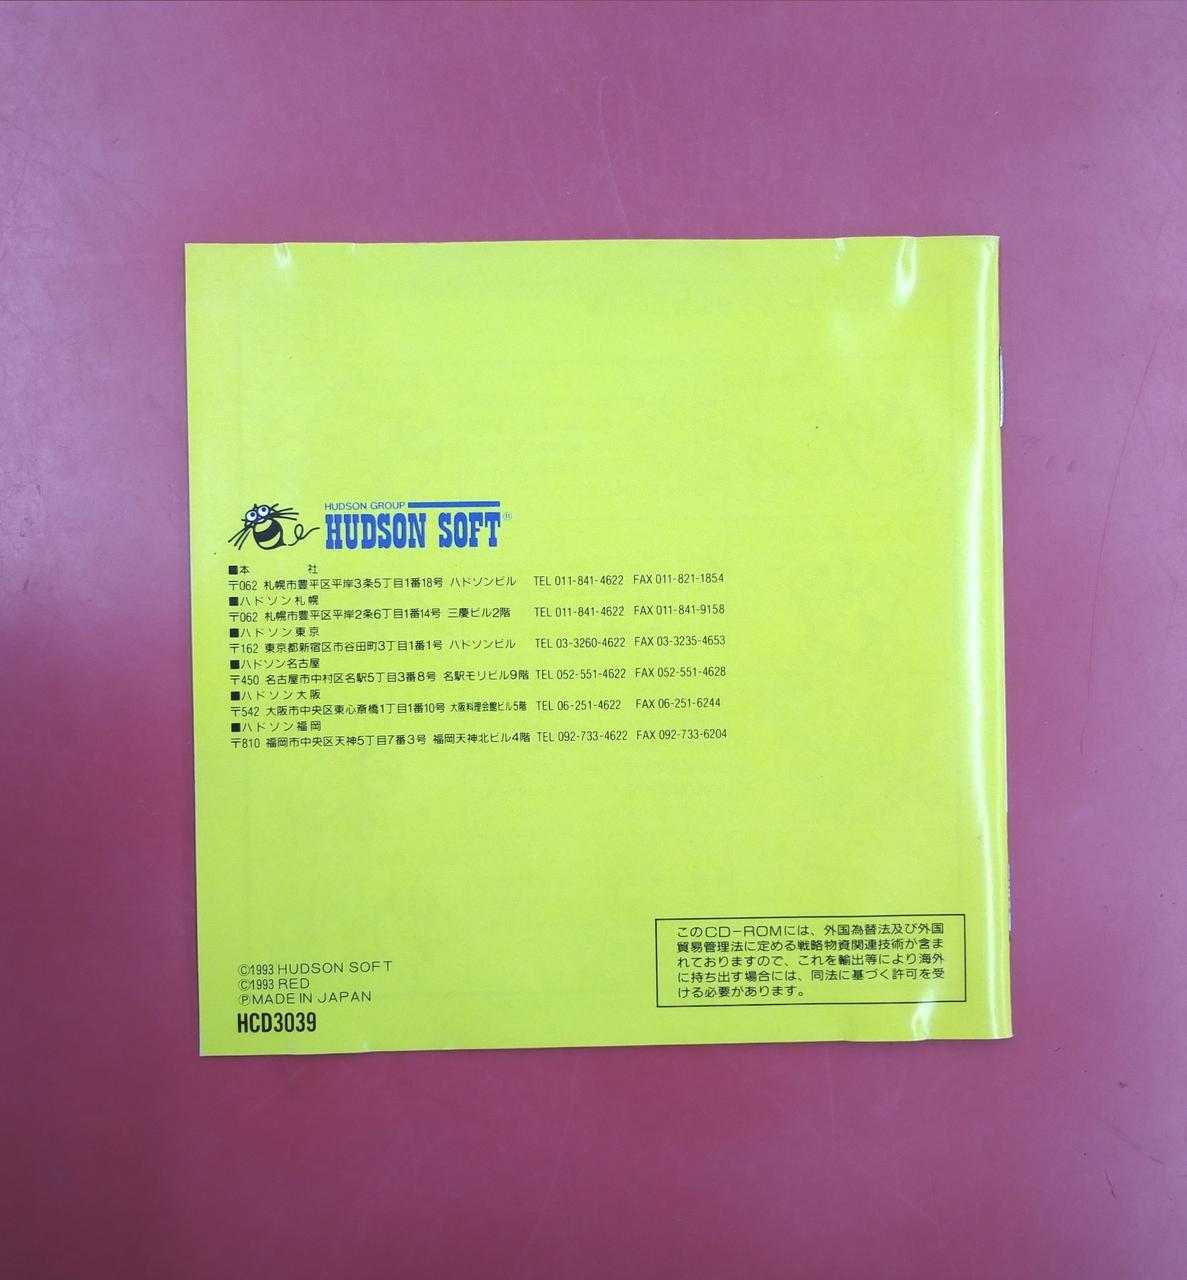 HUDSON GROUP
HUDSON SOFT®
■本 社
〒062 札幌市豊平区平岸3条5丁目1番18号 ハドソンビル TEL 011-841-4622 FAX 011-821-1854
■ハドソン札幌
〒062 札幌市豊平区平岸2条6丁目1番14号 三慶ビル2階 TEL 011-841-4622 FAX 011-841-9158
■ハドソン東京
〒162 東京都新宿区市谷田町3丁目1番1号 ハドソンビル TEL 03-3260-4622 FAX 03-3235-4653
■ハドソン名古屋
〒450 名古屋市中村区名駅5丁目3番8号 名駅モリビル9階 TEL 052-551-4622 FAX 052-551-4628
■ハドソン大阪
〒542 大阪市中央区東心斎橋1丁目1番10号 大阪料理会館ビル5階 TEL 06-251-4622 FAX 06-251-6244
■ハドソン福岡
〒810 福岡市中央区天神5丁目7番3号 福岡天神北ビル4階 TEL 092-733-4622 FAX 092-733-6204
このCD-ROMには、外国為替法及び外国
貿易管理法に定める戦略物資関連技術が含ま
れておりますので、これを輸出等により海外
に持ち出す場合には、同法に基づく許可を受
ける必要があります。
©1993 HUDSON SOFT
©1993 RED
ⓅMADE IN JAPAN
HCD3039